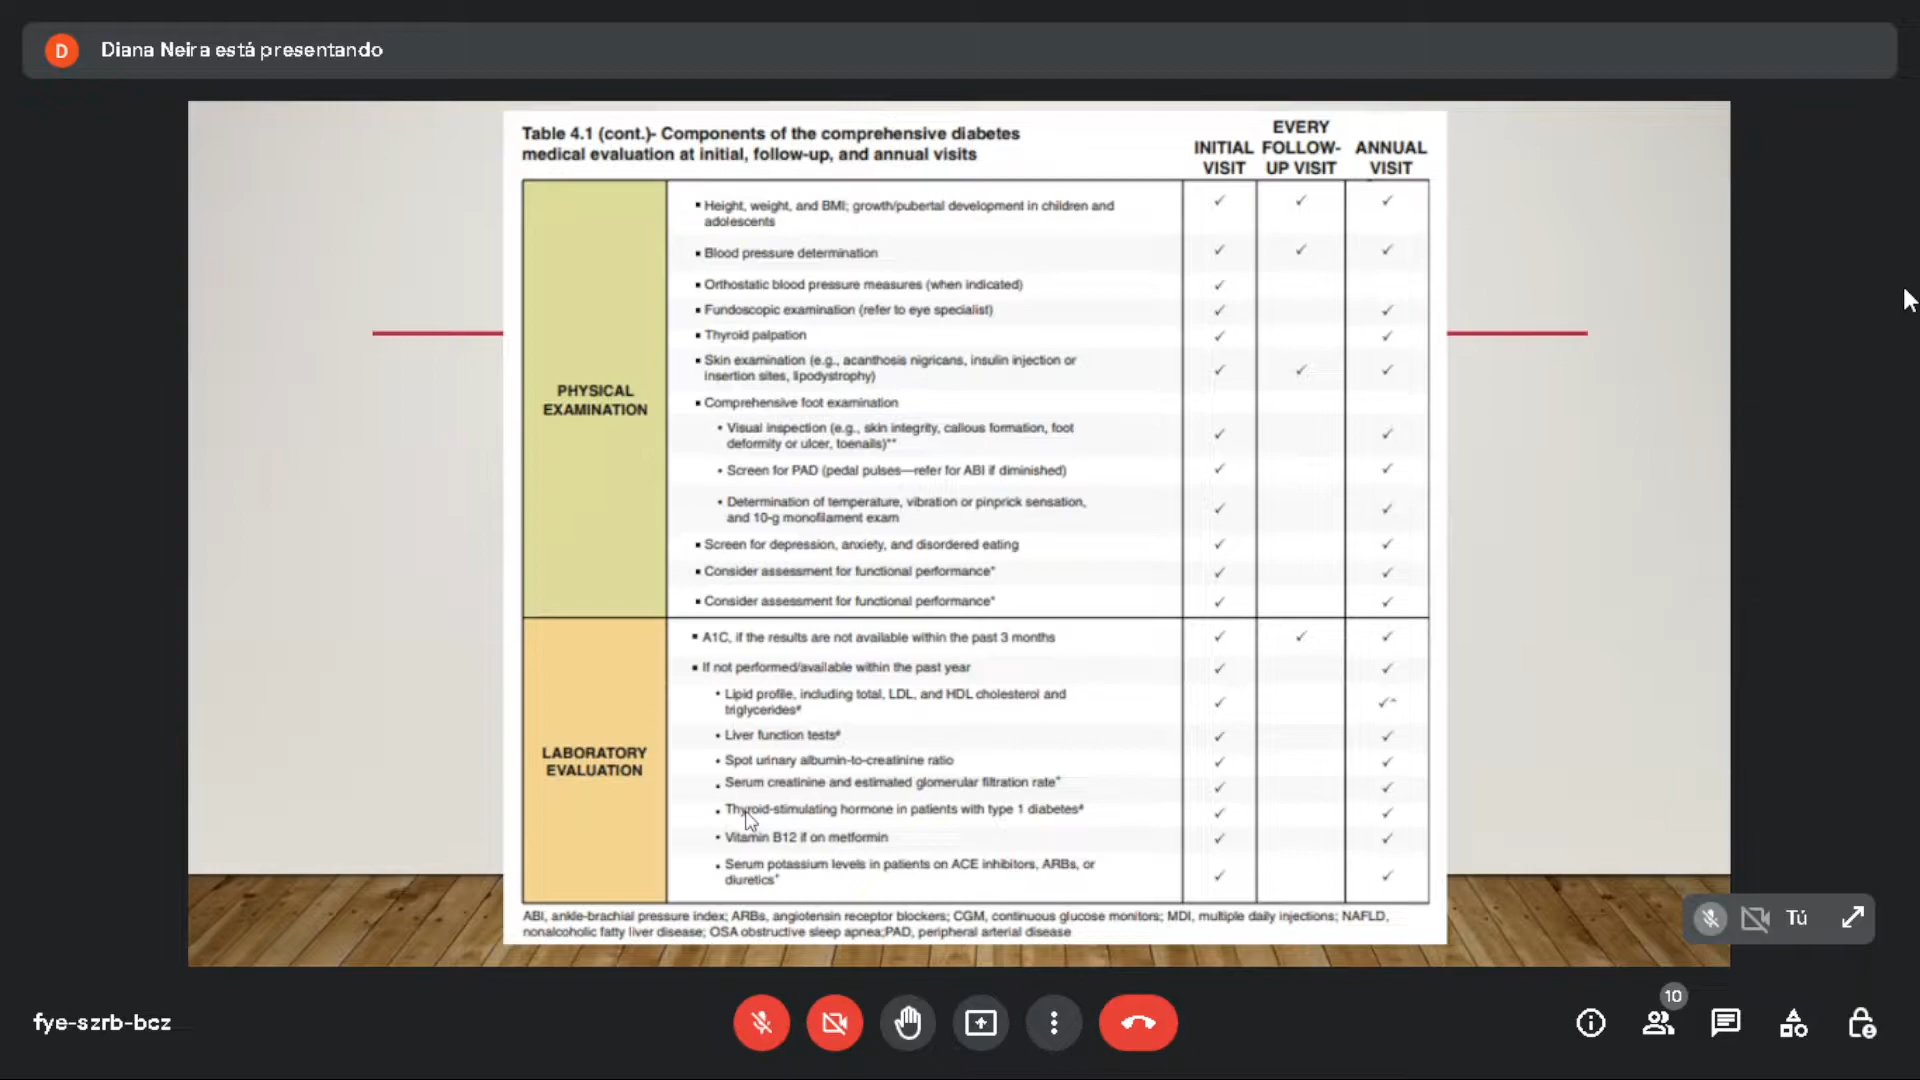 D Diana Neira está presentando
Table 4.1 (cont.)- Components of the comprehensive diabetes
medical evaluation at initial, follow-up, and annual visits
INITIAL
VISIT
EVERY
FOLLOW-
UP VISIT
ANNUAL
VISIT
PHYSICAL
EXAMINATION
▪ Height, weight, and BMI; growth/pubertal development in children and
adolescents
✓ ✓ ✓
▪ Blood pressure determination ✓ ✓ ✓
▪ Orthostatic blood pressure measures (when indicated) ✓
▪ Fundoscopic examination (refer to eye specialist) ✓ ✓
▪ Thyroid palpation ✓ ✓
▪ Skin examination (e.g., acanthosis nigricans, insulin injection or
insertion sites, lipodystrophy)
✓ ✓ ✓
▪ Comprehensive foot examination
• Visual inspection (e.g., skin integrity, callous formation, foot
deformity or ulcer, toenails)**
✓ ✓
• Screen for PAD (pedal pulses—refer for ABI if diminished) ✓ ✓
• Determination of temperature, vibration or pinprick sensation,
and 10-g monofilament exam
✓ ✓
▪ Screen for depression, anxiety, and disordered eating ✓ ✓
▪ Consider assessment for functional performance* ✓ ✓
▪ Consider assessment for functional performance* ✓ ✓
LABORATORY
EVALUATION
▪ A1C, if the results are not available within the past 3 months ✓ ✓ ✓
▪ If not performed/available within the past year ✓ ✓
• Lipid profile, including total, LDL, and HDL cholesterol and
triglycerides#
✓ ✓^
• Liver function tests# ✓ ✓
• Spot urinary albumin-to-creatinine ratio ✓ ✓
• Serum creatinine and estimated glomerular filtration rate+ ✓ ✓
• Thyroid-stimulating hormone in patients with type 1 diabetes# ✓ ✓
• Vitamin B12 if on metformin ✓ ✓
• Serum potassium levels in patients on ACE inhibitors, ARBs, or
diuretics+
✓ ✓
ABI, ankle-brachial pressure index; ARBs, angiotensin receptor blockers; CGM, continuous glucose monitors; MDI, multiple daily injections; NAFLD,
nonalcoholic fatty liver disease; OSA obstructive sleep apnea;PAD, peripheral arterial disease
Tú
fye-szrb-bcz
10